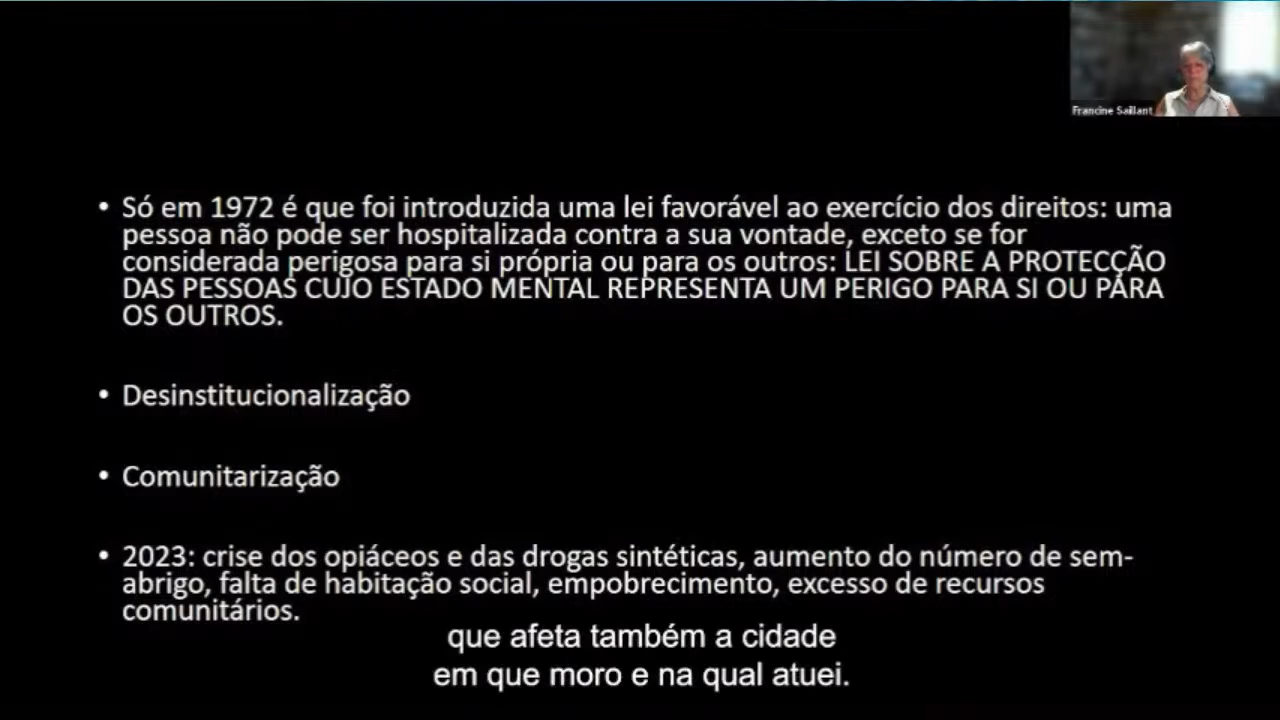 Francine Saillant
• Só em 1972 é que foi introduzida uma lei favorável ao exercício dos direitos: uma
pessoa não pode ser hospitalizada contra a sua vontade, exceto se for
considerada perigosa para si própria ou para os outros: LEI SOBRE A PROTECÇÃO
DAS PESSOAS CUJO ESTADO MENTAL REPRESENTA UM PERIGO PARA SI OU PARA
OS OUTROS.
• Desinstitucionalização
• Comunitarização
• 2023: crise dos opiáceos e das drogas sintéticas, aumento do número de sem-
abrigo, falta de habitação social, empobrecimento, excesso de recursos
comunitários.
que afeta também a cidade
em que moro e na qual atuei.